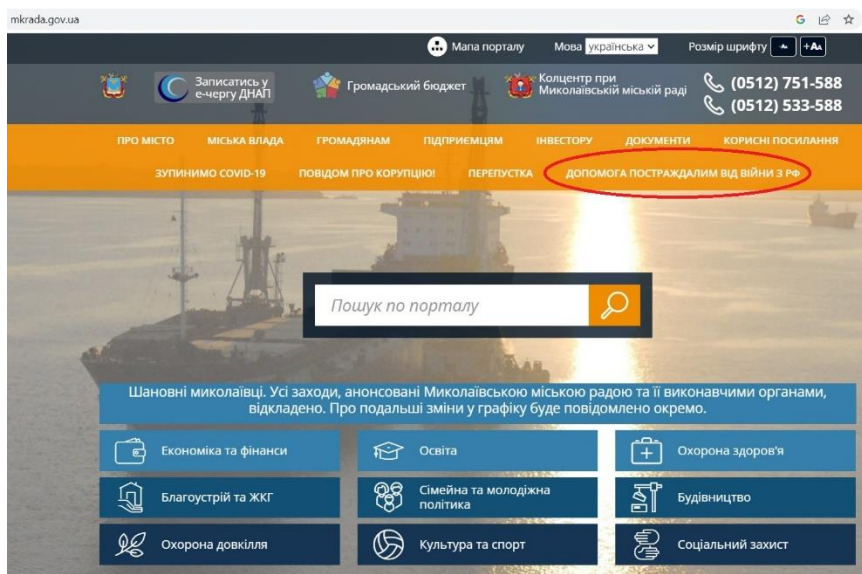 mkrada.gov.ua
Мапа порталу
Мова українська
Розмір шрифту -Аа +Аа
Записатись у
е-чергу ДНАП
Громадський бюджет
Колцентр при
Миколаївській міській раді
(0512) 751-588
(0512) 533-588
ПРО МІСТО МІСЬКА ВЛАДА ГРОМАДЯНАМ ПІДПРИЄМЦЯМ ІНВЕСТОРУ ДОКУМЕНТИ КОРИСНІ ПОСИЛАННЯ
ЗУПИНИМО COVID-19 ПОВІДОМ ПРО КОРУПЦІЮ! ПЕРЕПУСТКА ДОПОМОГА ПОСТРАЖДАЛИМ ВІД ВІЙНИ З РФ
Пошук по порталу
Шановні миколаївці. Усі заходи, анонсовані Миколаївською міською радою та її виконавчими органами,
відкладено. Про подальші зміни у графіку буде повідомлено окремо.
Економіка та фінанси
Освіта
Охорона здоров'я
Благоустрій та ЖКГ
Сімейна та молодіжна
політика
Будівництво
Охорона довкілля
Культура та спорт
Соціальний захист